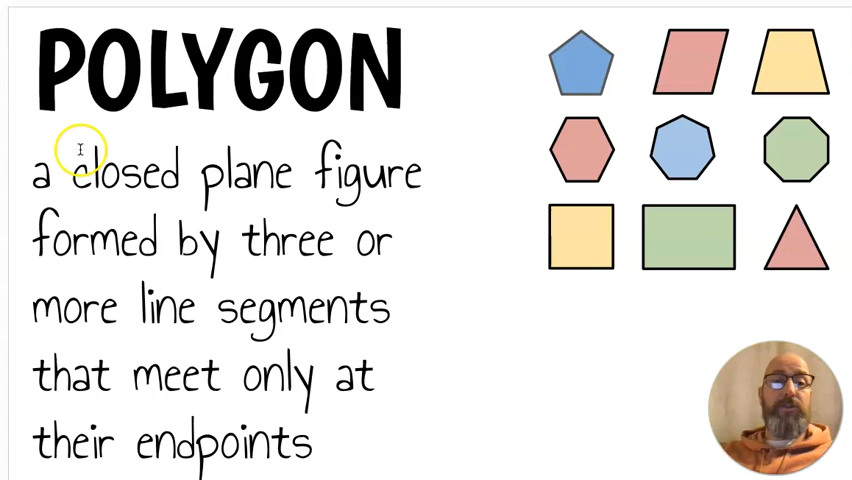 POLYGON
a closed plane figure
formed by three or
more line segments
that meet only at
their endpoints